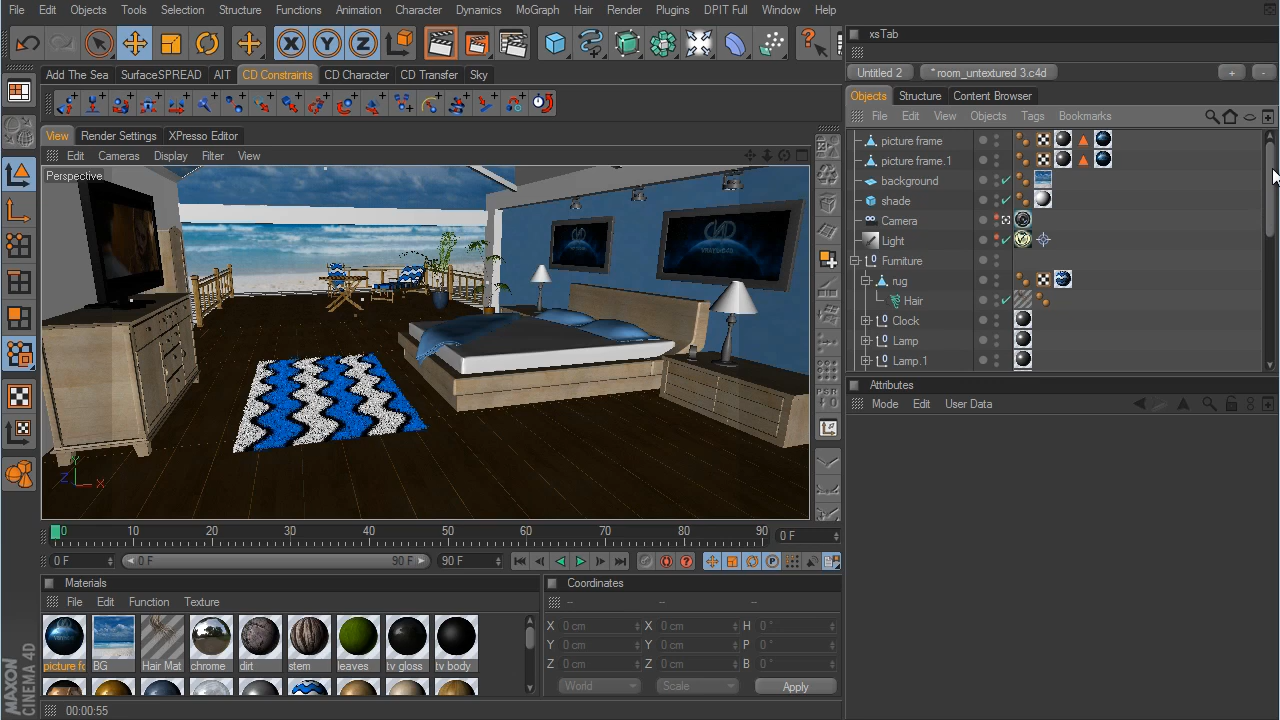 File Edit Objects Tools Selection Structure Functions Animation Character Dynamics MoGraph Hair Render Plugins DPIT Full Window Help
xsTab
Untitled 2 * room_untextured 3.c4d + -
Add The Sea SurfaceSPREAD AIT CD Constraints CD Character CD Transfer Sky
Objects Structure Content Browser
File Edit View Objects Tags Bookmarks
View Render Settings XPresso Editor
Edit Cameras Display Filter View
Perspective
picture frame
picture frame.1
background
shade
Camera
Light
Furniture
rug
Hair
Clock
Lamp
Lamp.1
Attributes
Mode Edit User Data
Y
Z X
0 10 20 30 40 50 60 70 80 90 0 F
0 F 0 F 90 F 90 F
Materials
File Edit Function Texture
BG Hair Mat chrome dirt stem leaves tv gloss tv body
Coordinates
-- -- --
X 0 cm X 0 cm H 0 °
Y 0 cm Y 0 cm P 0 °
Z 0 cm Z 0 cm B 0 °
World Scale Apply
MAXON
CINEMA 4D
00:00:55